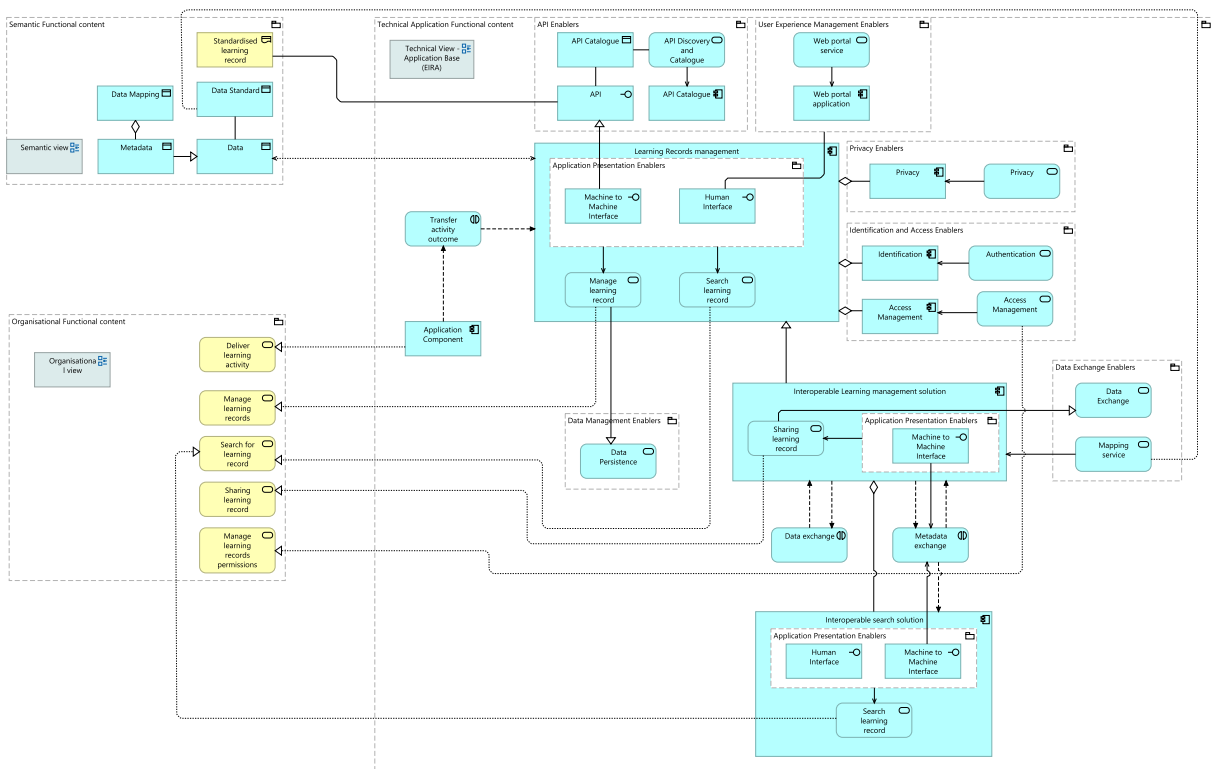 Semantic Functional content
Standardised
learning
record
Data Mapping
Data Standard
Semantic view
Metadata
Data
Technical Application Functional content
Technical View -
Application Base
(EIRA)
API Enablers
API Catalogue
API Discovery
and
Catalogue
API
API Catalogue
User Experience Management Enablers
Web portal
service
Web portal
application
Learning Records management
Application Presentation Enablers
Machine to
Machine
Interface
Human
Interface
Manage
learning
record
Search
learning
record
Privacy Enablers
Privacy
Privacy
Identification and Access Enablers
Identification
Authentication
Access
Management
Access
Management
Transfer
activity
outcome
Application
Component
Organisational Functional content
Organisationa
l view
Deliver
learning
activity
Manage
learning
records
Search for
learning
record
Sharing
learning
record
Manage
learning
records
permissions
Data Management Enablers
Data
Persistence
Interoperable Learning management solution
Sharing
learning
record
Application Presentation Enablers
Machine to
Machine
Interface
Data Exchange Enablers
Data
Exchange
Mapping
service
Data exchange
Metadata
exchange
Interoperable search solution
Application Presentation Enablers
Human
Interface
Machine to
Machine
Interface
Search
learning
record